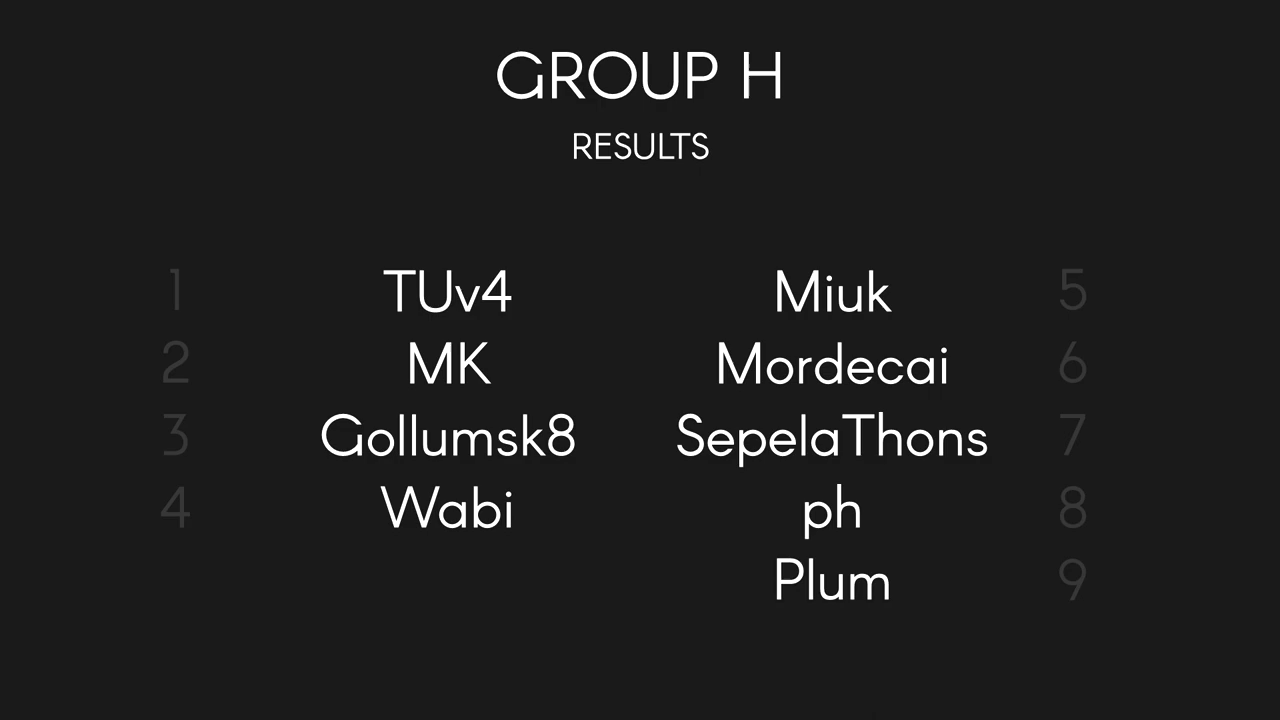 GROUP H
RESULTS
1 TUv4
2 MK
3 Gollumsk8
4 Wabi
Miuk 5
Mordecai 6
SepelaThons 7
ph 8
Plum 9